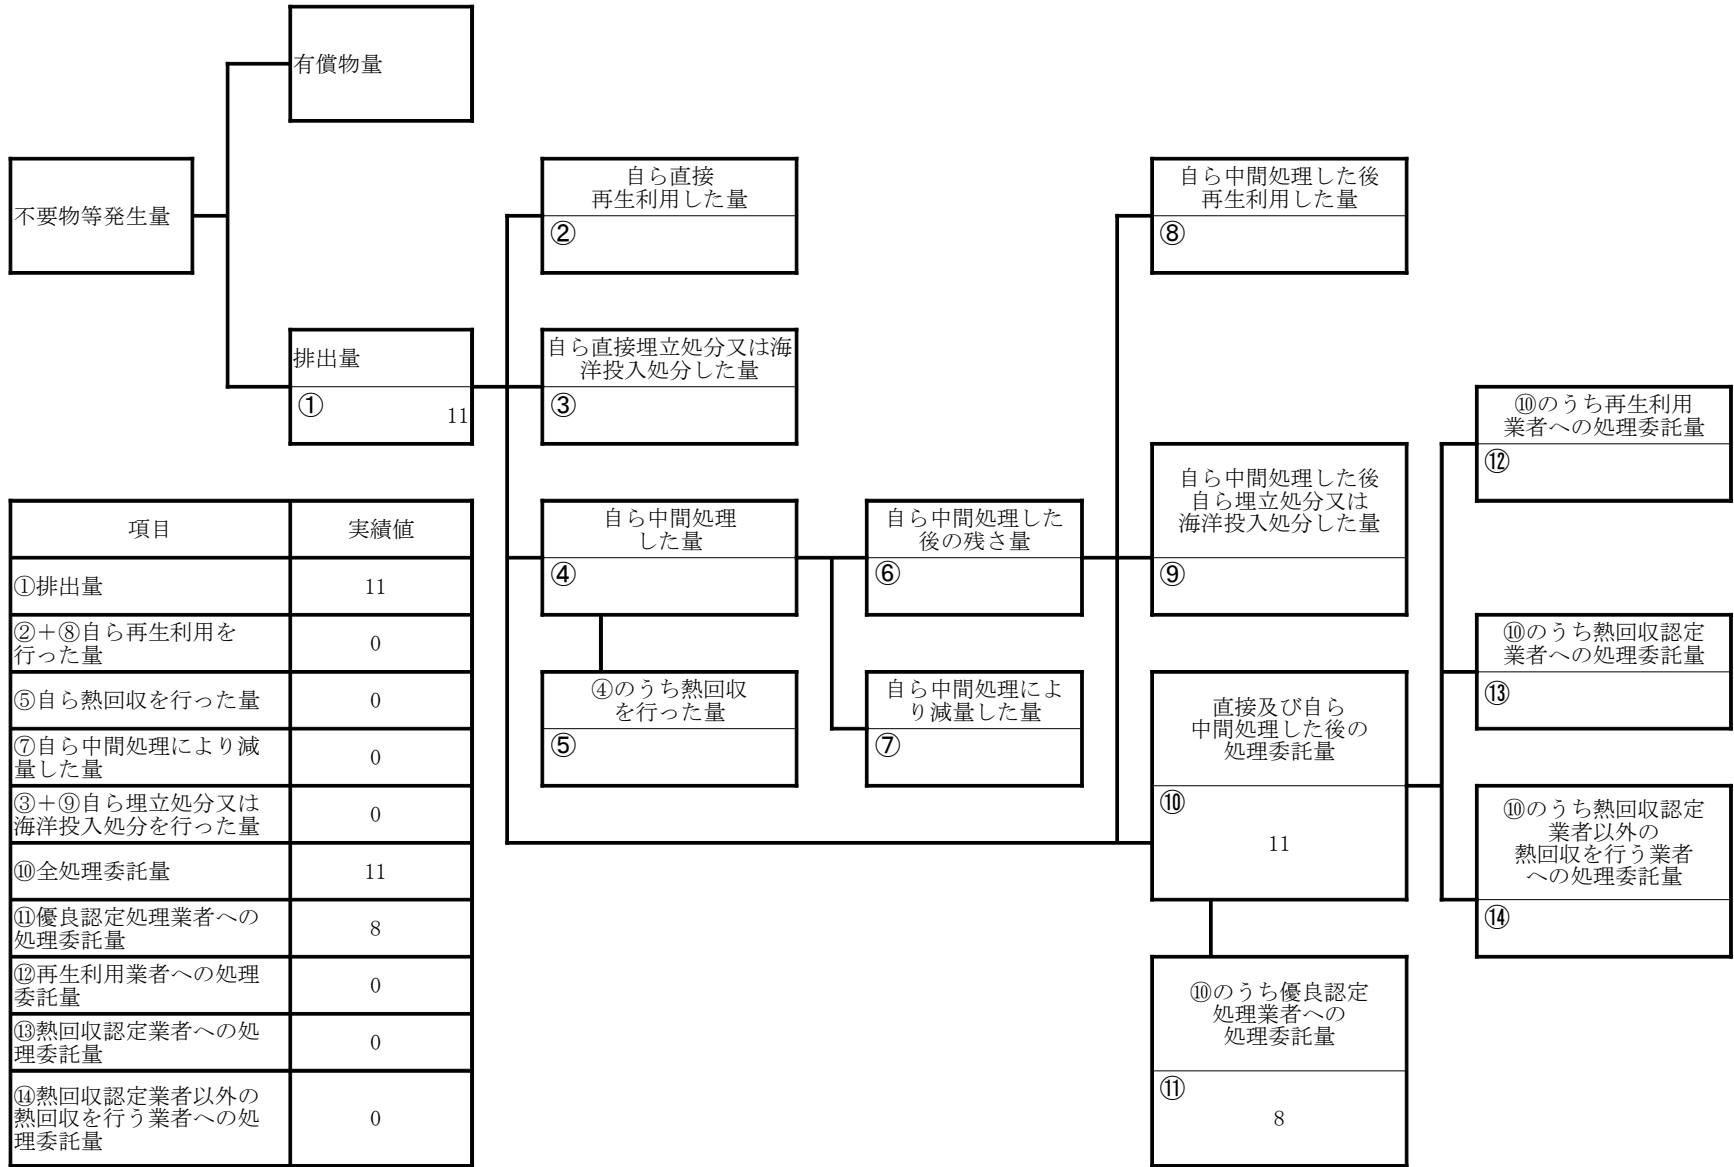 有償物量
不要物等発生量
自ら直接
再生利用した量
②
自ら中間処理した後
再生利用した量
⑧
排出量
①
11
自ら直接埋立処分又は海
洋投入処分した量
③
⑩のうち再生利用
業者への処理委託量
⑫
自ら中間処理
した量
④
自ら中間処理した
後の残さ量
⑥
自ら中間処理した後
自ら埋立処分又は
海洋投入処分した量
⑨
⑩のうち熱回収認定
業者への処理委託量
⑬
④のうち熱回収
を行った量
⑤
自ら中間処理によ
り減量した量
⑦
直接及び自ら
中間処理した後の
処理委託量
⑩
11
⑩のうち熱回収認定
業者以外の
熱回収を行う業者
への処理委託量
⑭
⑩のうち優良認定
処理業者への
処理委託量
⑪
8
項目 実績値
①排出量 11
②+⑧自ら再生利用を
行った量 0
⑤自ら熱回収を行った量 0
⑦自ら中間処理により減
量した量 0
③+⑨自ら埋立処分又は
海洋投入処分を行った量 0
⑩全処理委託量 11
⑪優良認定処理業者への
処理委託量 8
⑫再生利用業者への処理
委託量 0
⑬熱回収認定業者への処
理委託量 0
⑭熱回収認定業者以外の
熱回収を行う業者への処
理委託量 0